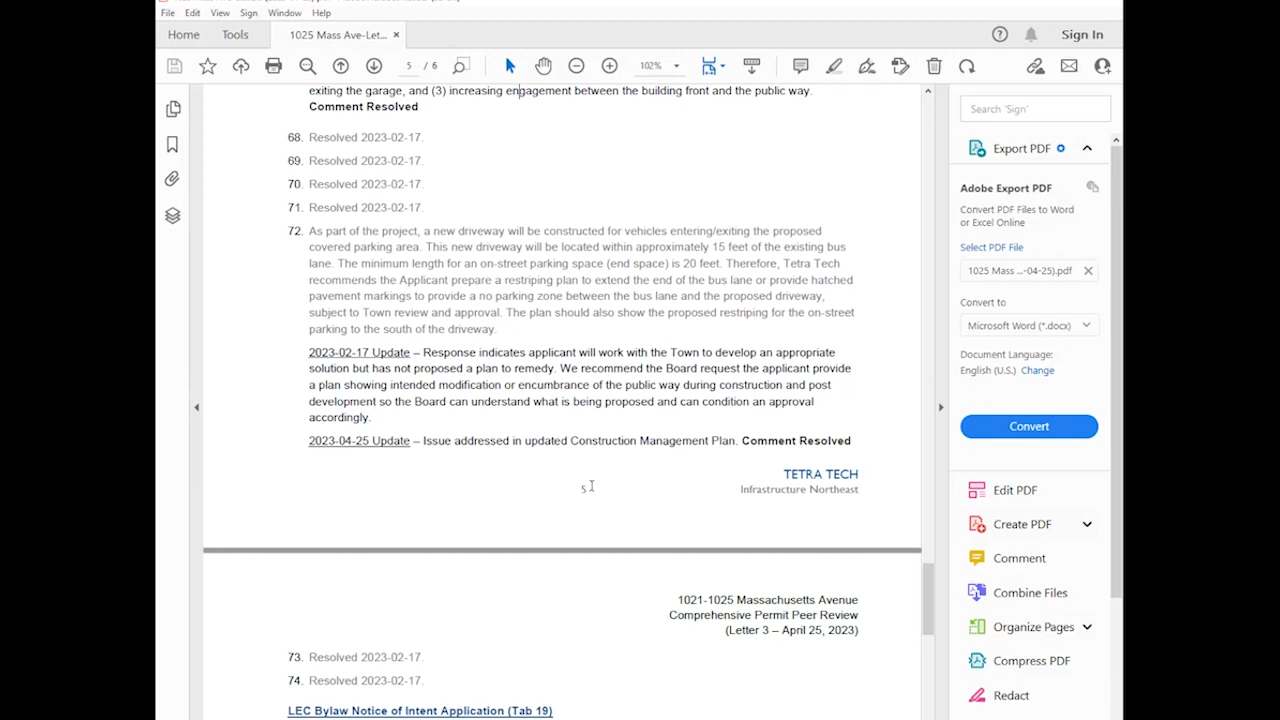 File Edit View Sign Window Help
Home Tools 1025 Mass Ave-Let... × Sign In
5 / 6 102%
exiting the garage, and (3) increasing engagement between the building front and the public way.
Comment Resolved
68. Resolved 2023-02-17.
69. Resolved 2023-02-17.
70. Resolved 2023-02-17.
71. Resolved 2023-02-17.
72. As part of the project, a new driveway will be constructed for vehicles entering/exiting the proposed
covered parking area. This new driveway will be located within approximately 15 feet of the existing bus
lane. The minimum length for an on-street parking space (end space) is 20 feet. Therefore, Tetra Tech
recommends the Applicant prepare a restriping plan to extend the end of the bus lane or provide hatched
pavement markings to provide a no parking zone between the bus lane and the proposed driveway,
subject to Town review and approval. The plan should also show the proposed restriping for the on-street
parking to the south of the driveway.
2023-02-17 Update – Response indicates applicant will work with the Town to develop an appropriate
solution but has not proposed a plan to remedy. We recommend the Board request the applicant provide
a plan showing intended modification or encumbrance of the public way during construction and post
development so the Board can understand what is being proposed and can condition an approval
accordingly.
2023-04-25 Update – Issue addressed in updated Construction Management Plan. Comment Resolved
TETRA TECH
5 Infrastructure Northeast
1021-1025 Massachusetts Avenue
Comprehensive Permit Peer Review
(Letter 3 – April 25, 2023)
73. Resolved 2023-02-17.
74. Resolved 2023-02-17.
LEC Bylaw Notice of Intent Application (Tab 19)
Search 'Sign'
Export PDF
Adobe Export PDF
Convert PDF Files to Word
or Excel Online
Select PDF File
1025 Mass ...-04-25).pdf ×
Convert to
Microsoft Word (*.docx)
Document Language:
English (U.S.) Change
Convert
Edit PDF
Create PDF
Comment
Combine Files
Organize Pages
Compress PDF
Redact